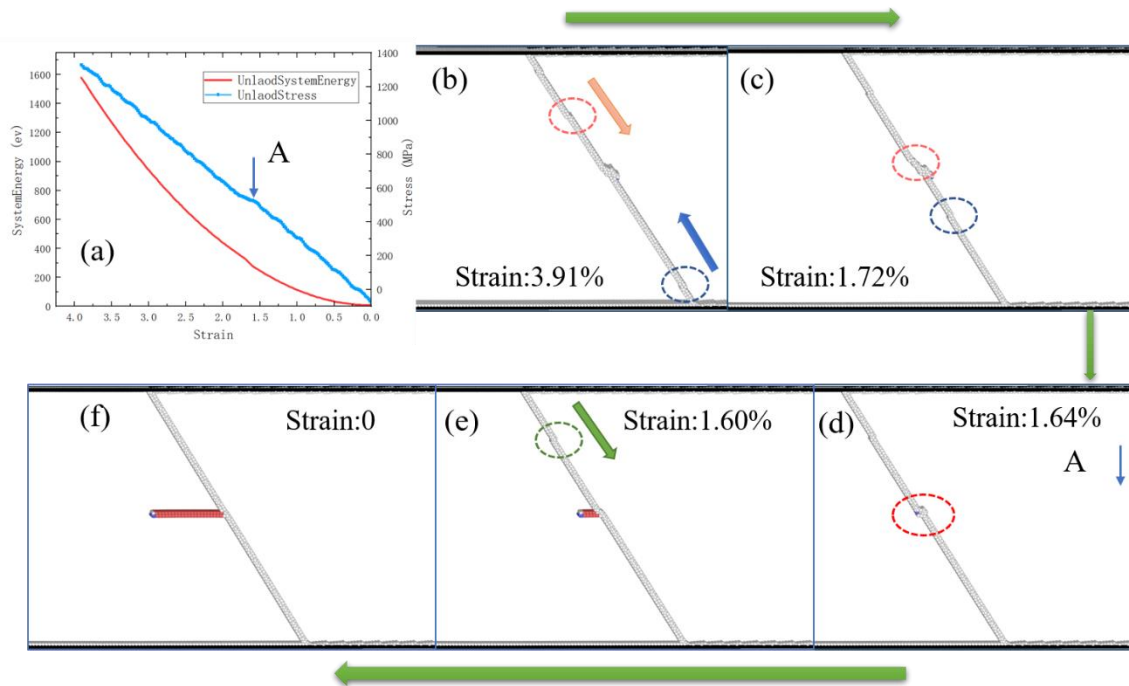 1600
1400
1200
1000
800
600
400
200
0
SystemEnergy (ev)
4.0 3.5 3.0 2.5 2.0 1.5 1.0 0.5 0.0
Strain
1400
1200
1000
800
600
400
200
0
Stress (MPa)
UnlaodSystemEnergy
UnlaodStress
A
(a)
(b)
Strain:3.91%
(c)
Strain:1.72%
(f)
Strain:0
(e)
Strain:1.60%
(d)
Strain:1.64%
A